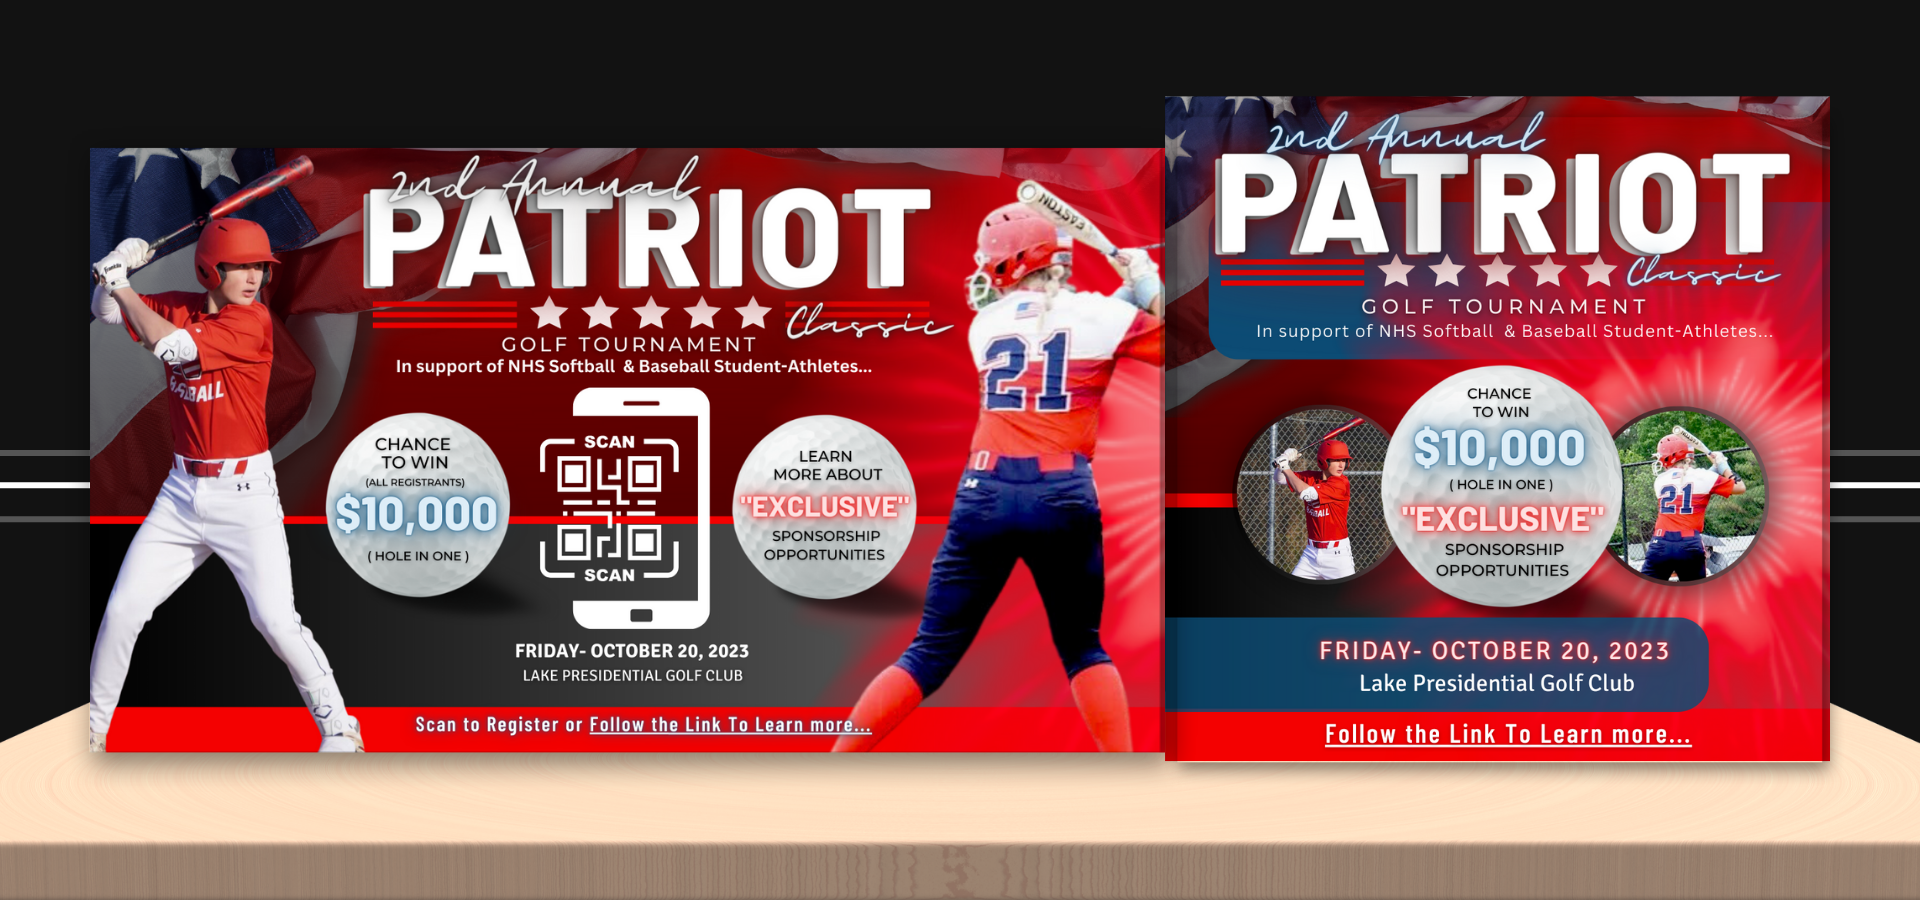 2nd Annual
PATRIOT
Classic
GOLF TOURNAMENT
In support of NHS Softball & Baseball Student-Athletes...
CHANCE
TO WIN
(ALL REGISTRANTS)
$10,000
( HOLE IN ONE )
SCAN
SCAN
LEARN
MORE ABOUT
"EXCLUSIVE"
SPONSORSHIP
OPPORTUNITIES
EASTON
21
FRIDAY- OCTOBER 20, 2023
LAKE PRESIDENTIAL GOLF CLUB
Scan to Register or Follow the Link To Learn more...
2nd Annual
PATRIOT
Classic
GOLF TOURNAMENT
In support of NHS Softball & Baseball Student-Athletes...
CHANCE
TO WIN
$10,000
( HOLE IN ONE )
"EXCLUSIVE"
SPONSORSHIP
OPPORTUNITIES
21
FRIDAY- OCTOBER 20, 2023
Lake Presidential Golf Club
Follow the Link To Learn more...